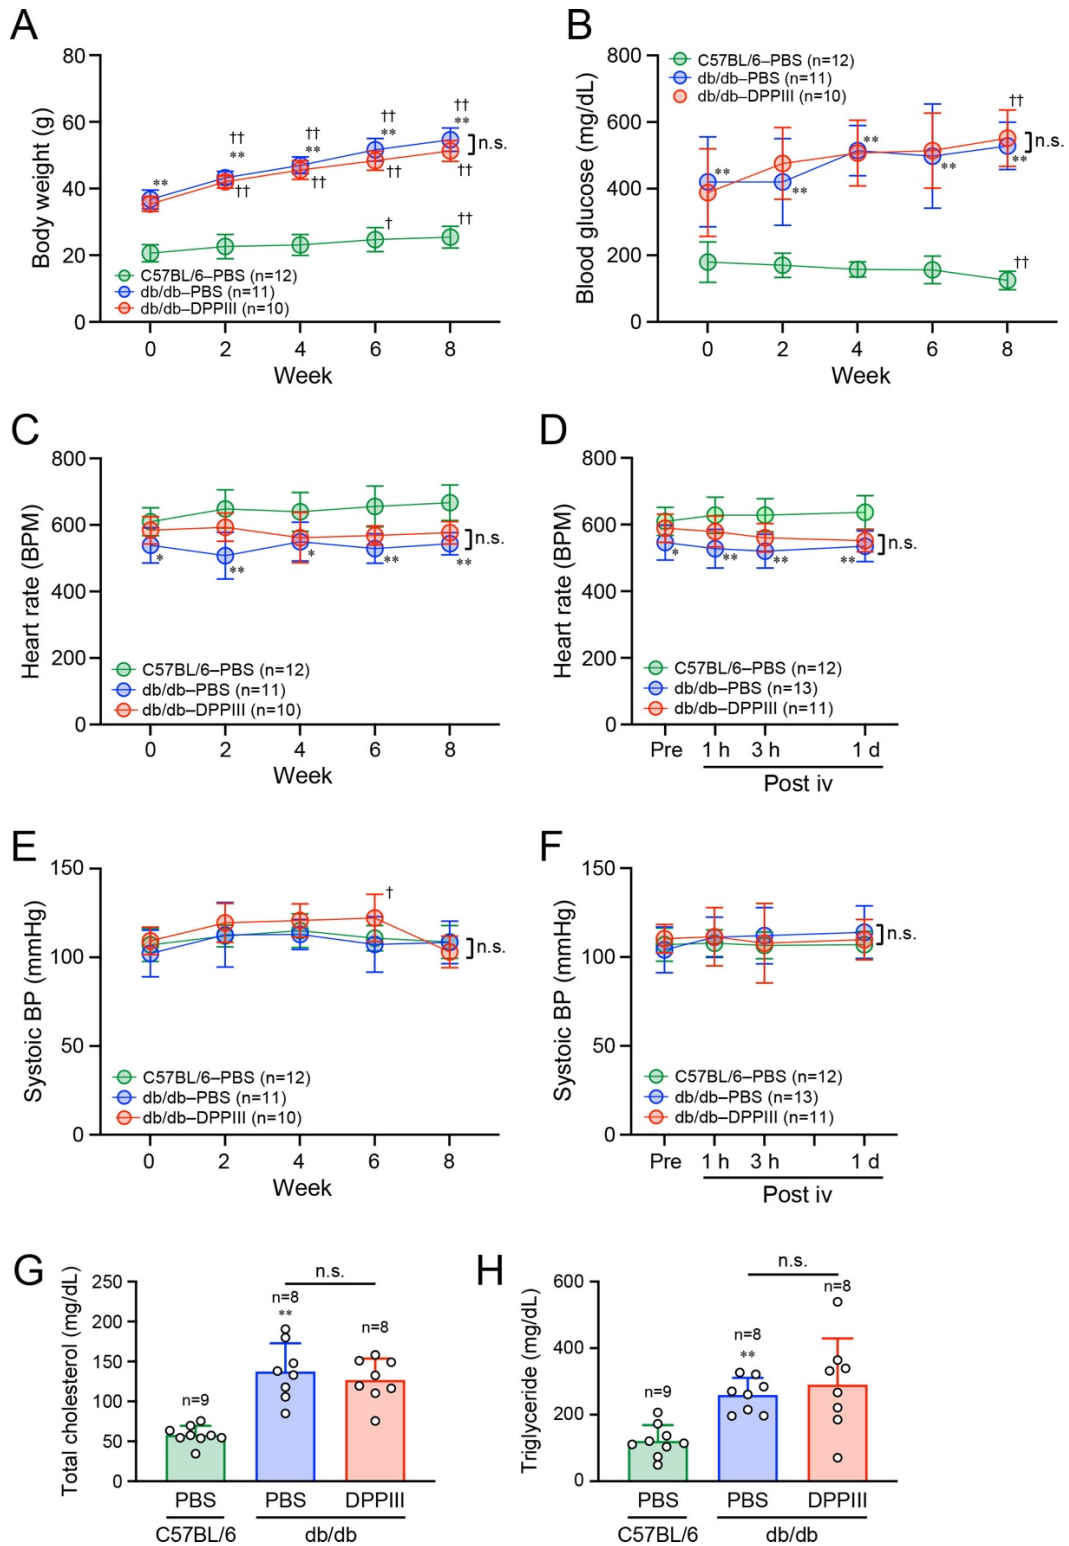 A
Body weight (g)
80
60
40
20
0
**
††
**
††
††
**
††
††
**
††
†
††
**
††
††
n.s.
C57BL/6–PBS (n=12)
db/db–PBS (n=11)
db/db–DPPIII (n=10)
0 2 4 6 8
Week
B
Blood glucose (mg/dL)
800
600
400
200
0
C57BL/6–PBS (n=12)
db/db–PBS (n=11)
db/db–DPPIII (n=10)
**
**
**
**
††
**
n.s.
††
0 2 4 6 8
Week
C
Heart rate (BPM)
800
600
400
200
0
*
**
*
**
**
n.s.
C57BL/6–PBS (n=12)
db/db–PBS (n=11)
db/db–DPPIII (n=10)
0 2 4 6 8
Week
D
Heart rate (BPM)
800
600
400
200
0
*
**
**
**
n.s.
C57BL/6–PBS (n=12)
db/db–PBS (n=13)
db/db–DPPIII (n=11)
Pre 1 h 3 h 1 d
Post iv
E
Systoic BP (mmHg)
150
100
50
0
†
n.s.
C57BL/6–PBS (n=12)
db/db–PBS (n=11)
db/db–DPPIII (n=10)
0 2 4 6 8
Week
F
Systoic BP (mmHg)
150
100
50
0
n.s.
C57BL/6–PBS (n=12)
db/db–PBS (n=13)
db/db–DPPIII (n=11)
Pre 1 h 3 h 1 d
Post iv
G
Total cholesterol (mg/dL)
250
200
150
100
50
0
n.s.
n=9
n=8
**
n=8
PBS PBS DPPIII
C57BL/6 db/db
H
Triglyceride (mg/dL)
600
400
200
0
n.s.
n=9
n=8
**
n=8
PBS PBS DPPIII
C57BL/6 db/db